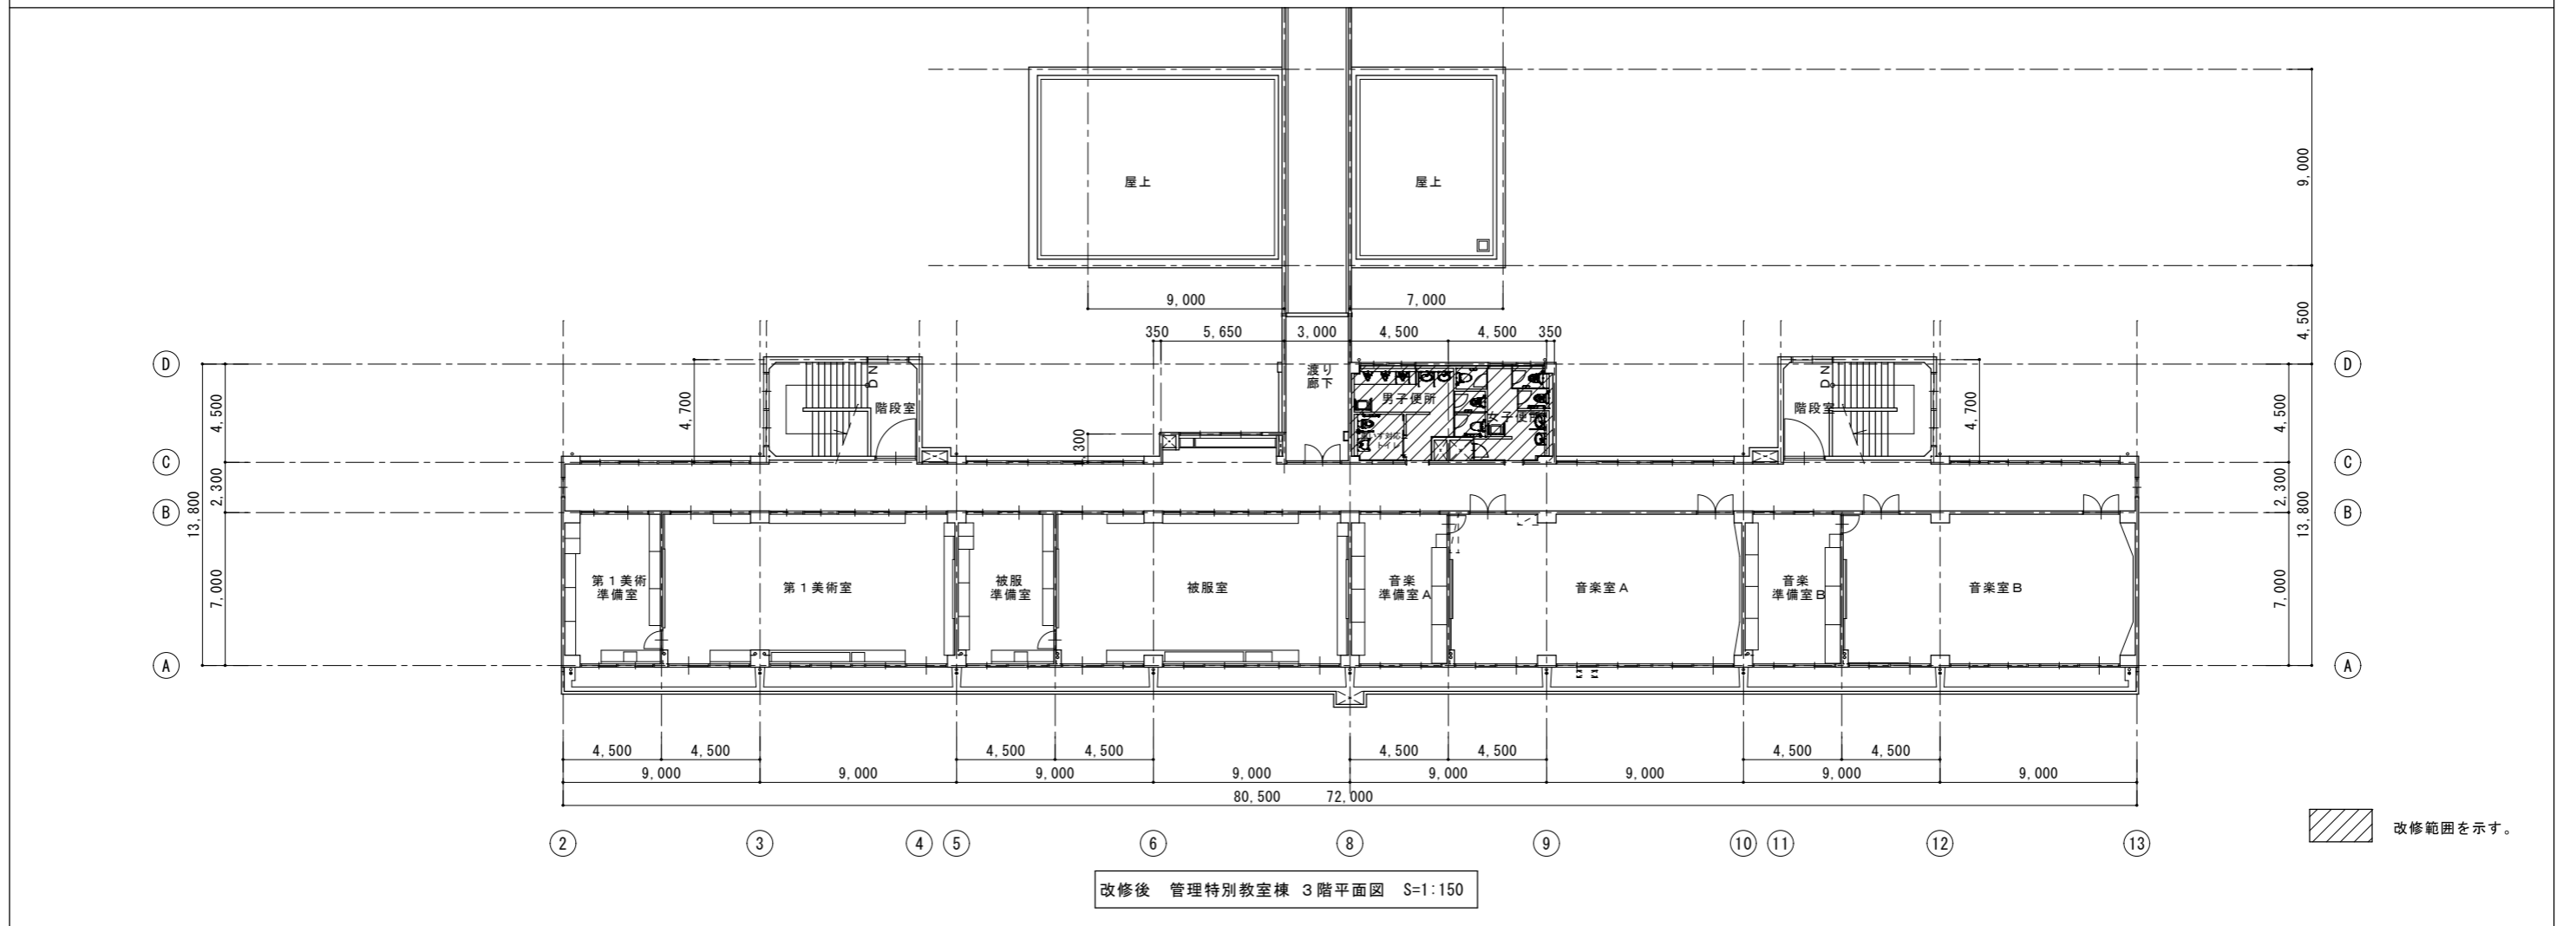 屋上
屋上
9,000
9,000
7,000
4,500
350
5,650
3,000
4,500
4,500
350
D
D
渡り
廊下
DN
階段室
男子便所
DN
階段室
4,700
4,700
4,500
4,500
300
対応
トイレ
C
C
2,300
2,300
13,800
13,800
B
B
7,000
7,000
第1美術
準備室
第1美術室
被服
準備室
被服室
音楽
準備室A
音楽室A
音楽
準備室B
音楽室B
A
A
4,500
4,500
4,500
4,500
4,500
4,500
4,500
4,500
9,000
9,000
9,000
9,000
9,000
9,000
9,000
9,000
80,500
72,000
2
3
4
5
6
8
9
10
11
12
13
改修範囲を示す。
改修後 管理特別教室棟 3階平面図 S=1:150